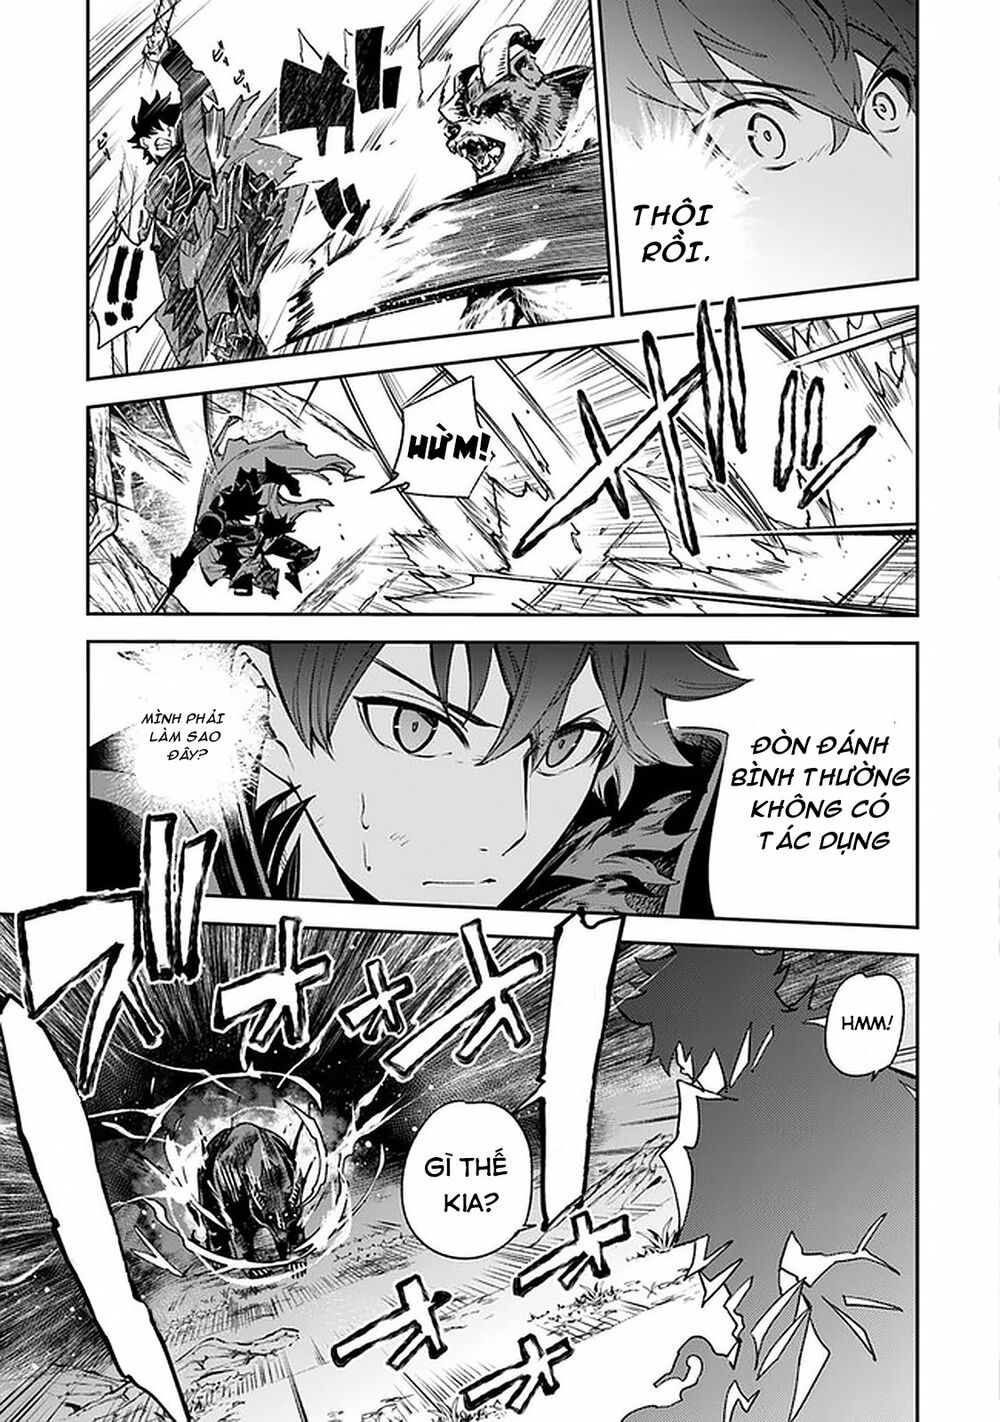 THÔI
RỒI.
HỪM!
ĐÒN ĐÁNH
BÌNH THƯỜNG
KHÔNG CÓ
TÁC DỤNG
MÌNH PHẢI
LÀM SAO
ĐÂY?
HMM!
GÌ THẾ
KIA?